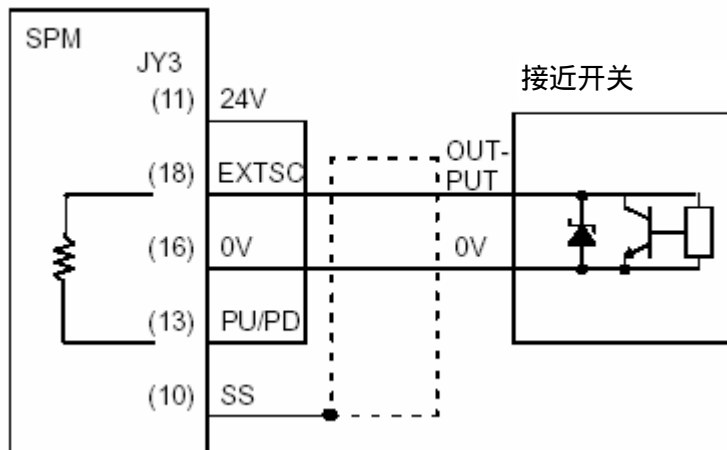 SPM
JY3
接近开关
(11) 24V
(18) EXTSC
OUT-
PUT
(16) 0V
0V
(13) PU/PD
(10) SS